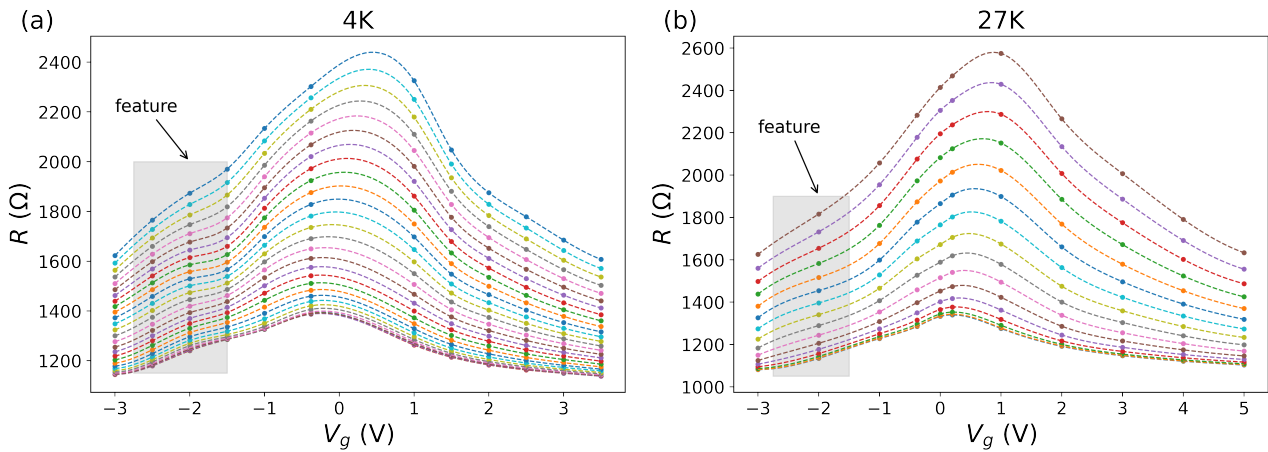 (a)
4K
R (Ω)
2400
2200
2000
1800
1600
1400
1200
feature
−3 −2 −1 0 1 2 3
V_g (V)
(b)
27K
R (Ω)
2600
2400
2200
2000
1800
1600
1400
1200
1000
feature
−3 −2 −1 0 1 2 3 4 5
V_g (V)